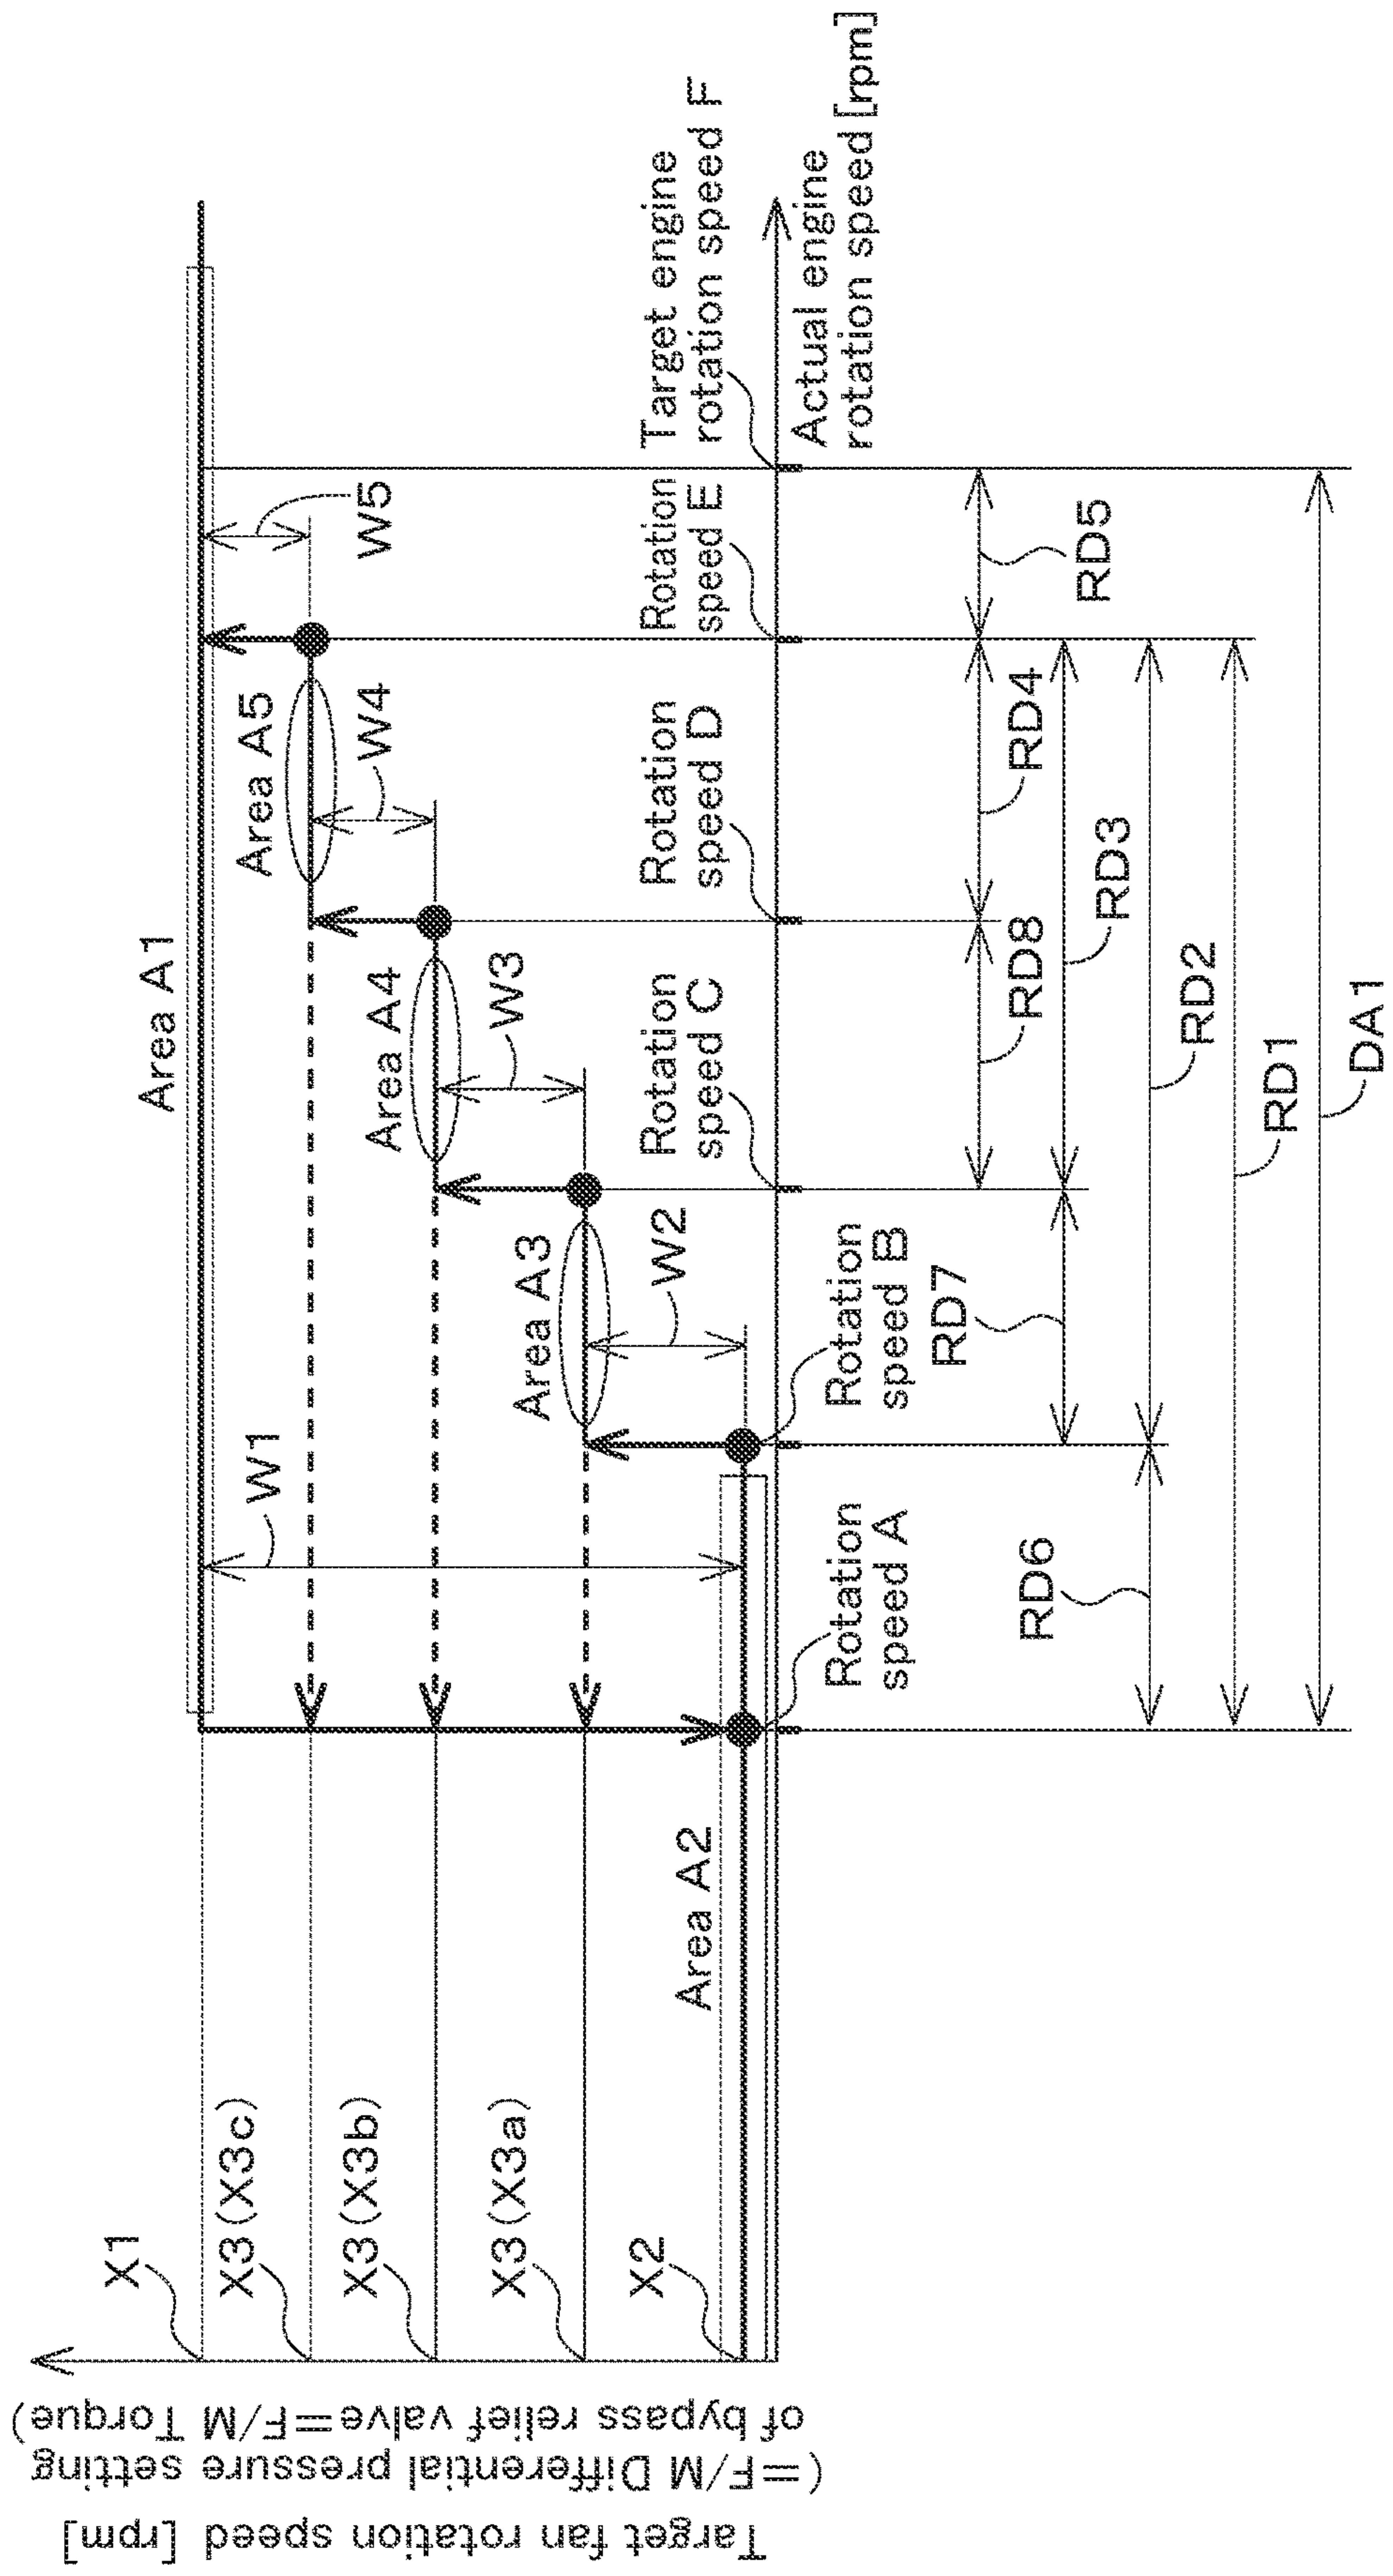 Target fan rotation speed [rpm]
(=F/M Differential pressure setting
of bypass relief valve=F/M Torque)
X1
X3(X3c)
X3(X3b)
X3(X3a)
X2
Area A1
Area A2
Area A3
Area A4
Area A5
W1
W2
W3
W4
W5
Rotation
speed A
Rotation
speed B
Rotation
speed C
Rotation
speed D
Rotation
speed E
Target engine
rotation speed F
Actual engine
rotation speed [rpm]
RD6
RD7
RD8
RD4
RD5
RD3
RD2
RD1
DA1